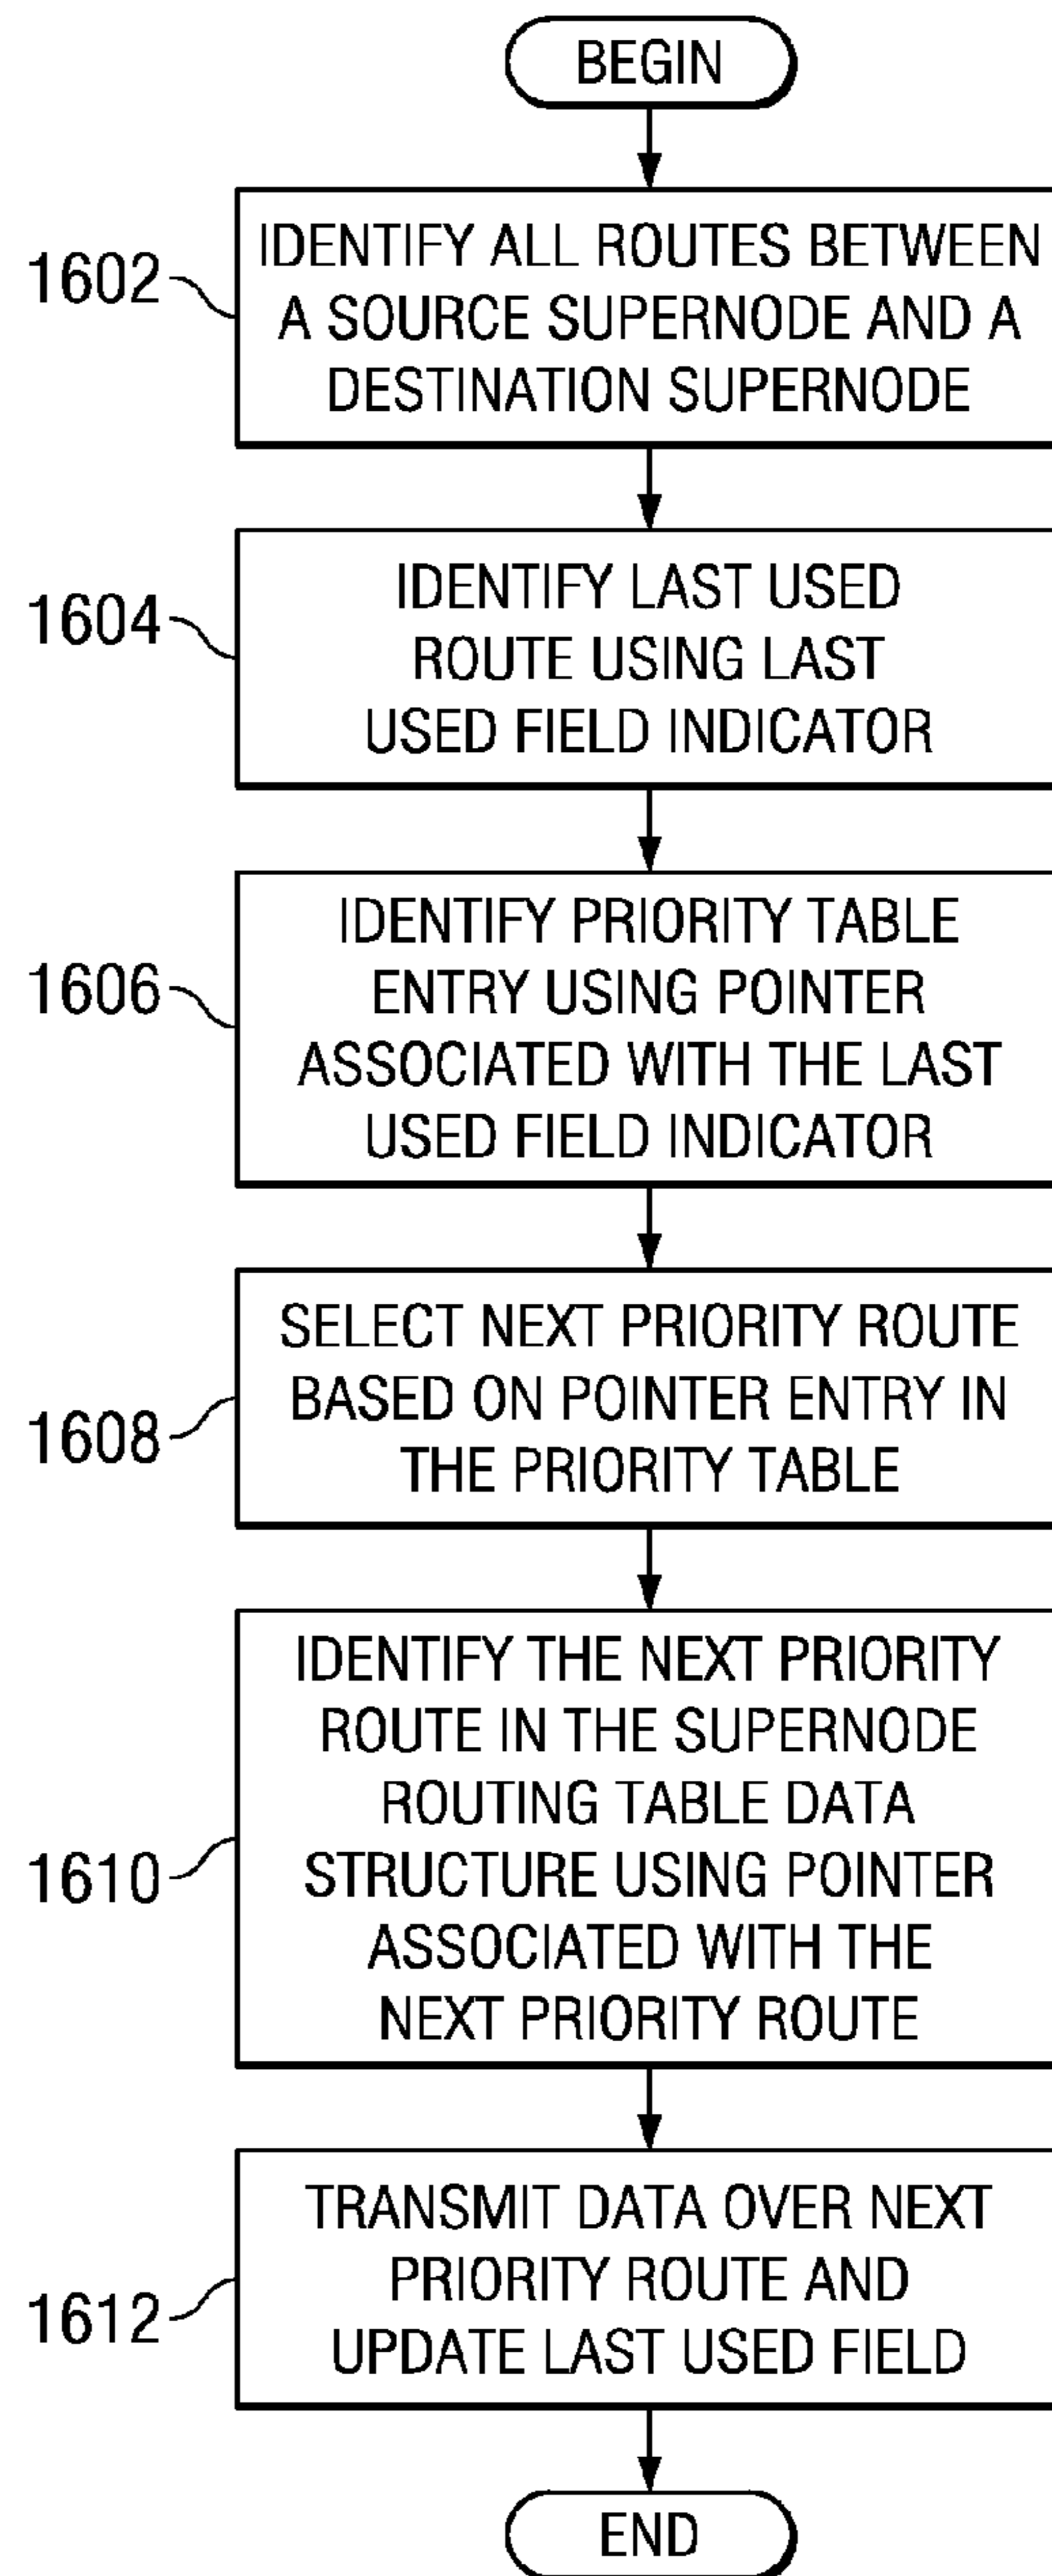 BEGIN
1602
IDENTIFY ALL ROUTES BETWEEN
A SOURCE SUPERNODE AND A
DESTINATION SUPERNODE
1604
IDENTIFY LAST USED
ROUTE USING LAST
USED FIELD INDICATOR
1606
IDENTIFY PRIORITY TABLE
ENTRY USING POINTER
ASSOCIATED WITH THE LAST
USED FIELD INDICATOR
1608
SELECT NEXT PRIORITY ROUTE
BASED ON POINTER ENTRY IN
THE PRIORITY TABLE
1610
IDENTIFY THE NEXT PRIORITY
ROUTE IN THE SUPERNODE
ROUTING TABLE DATA
STRUCTURE USING POINTER
ASSOCIATED WITH THE
NEXT PRIORITY ROUTE
1612
TRANSMIT DATA OVER NEXT
PRIORITY ROUTE AND
UPDATE LAST USED FIELD
END